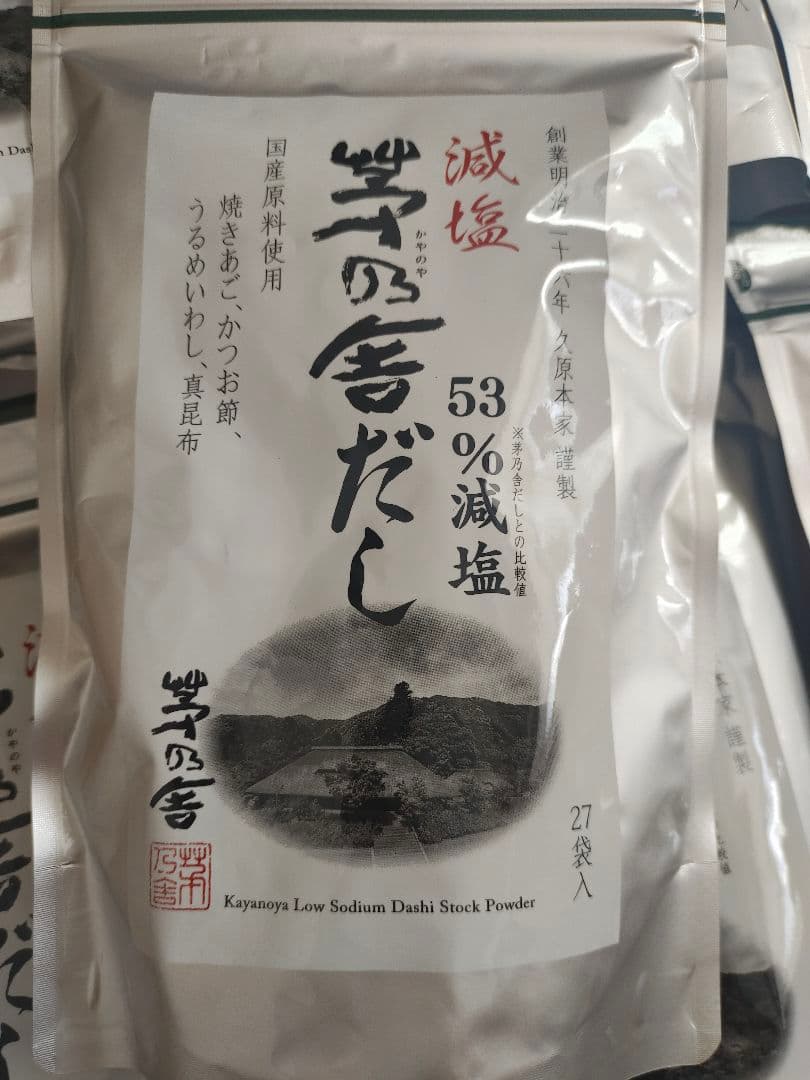 創業明治二十六年 久原本家 謹製
減塩
53%減塩
※茅乃舎だしとの比較値
茅乃舎だし
かやのや
国産原料使用
焼きあご、かつお節、
うるめいわし、真昆布
茅乃舎
茅乃舎
27袋入
Kayanoya Low Sodium Dashi Stock Powder
本家 謹製
かやのや